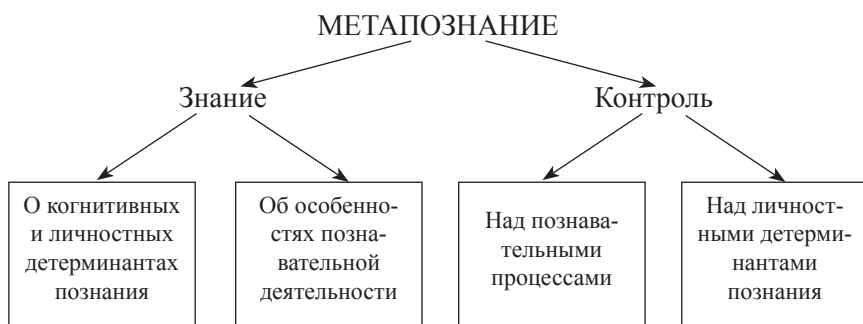 МЕТАПОЗНАНИЕ
Знание
Контроль
О когнитивных
и личностных
детерминантах
познания
Об особенно-
стях позна-
вательной
деятельности
Над познава-
тельными
процессами
Над личност-
ными детерми-
нантами
познания